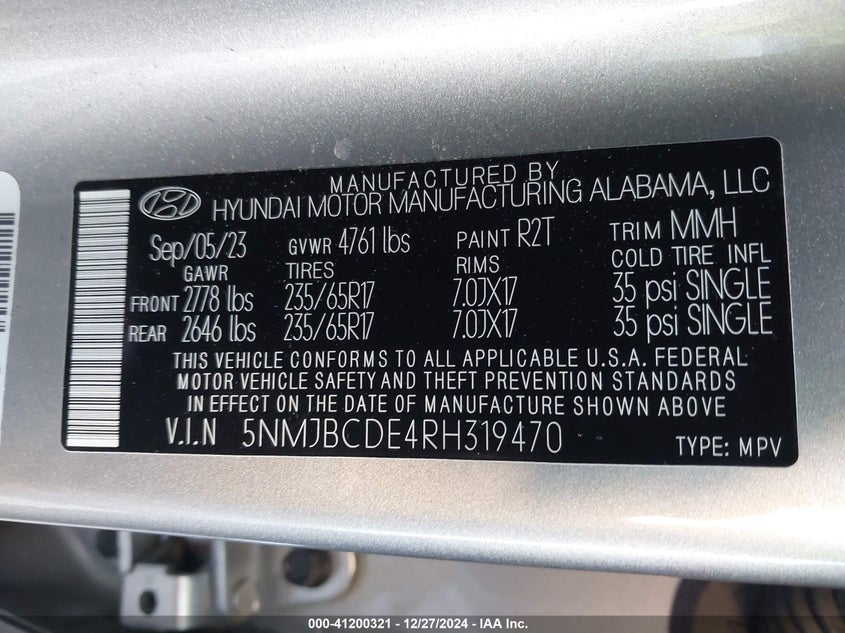 MANUFACTURED BY
HYUNDAI MOTOR MANUFACTURING ALABAMA, LLC
Sep/05/23 GVWR 4761 lbs PAINT R2T TRIM MMH
GAWR TIRES RIMS COLD TIRE INFL
FRONT 2778 lbs 235/65R17 7.0JX17 35 psi SINGLE
REAR 2646 lbs 235/65R17 7.0JX17 35 psi SINGLE
THIS VEHICLE CONFORMS TO ALL APPLICABLE U.S.A. FEDERAL
MOTOR VEHICLE SAFETY AND THEFT PREVENTION STANDARDS
IN EFFECT ON THE DATE OF MANUFACTURE SHOWN ABOVE.
V.I.N 5NMJBCDE4RH319470 TYPE: MPV
000-41200321 - 12/27/2024 - IAA Inc.